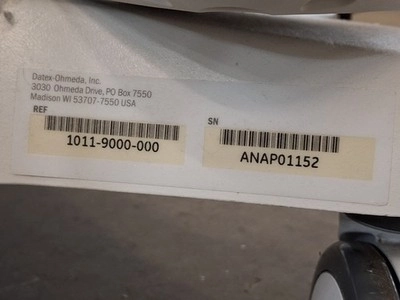 Datex-Ohmeda, Inc.
3030 Ohmeda Drive, PO Box 7550
Madison WI 53707-7550 USA
REF
1011-9000-000
SN
ANAP01152